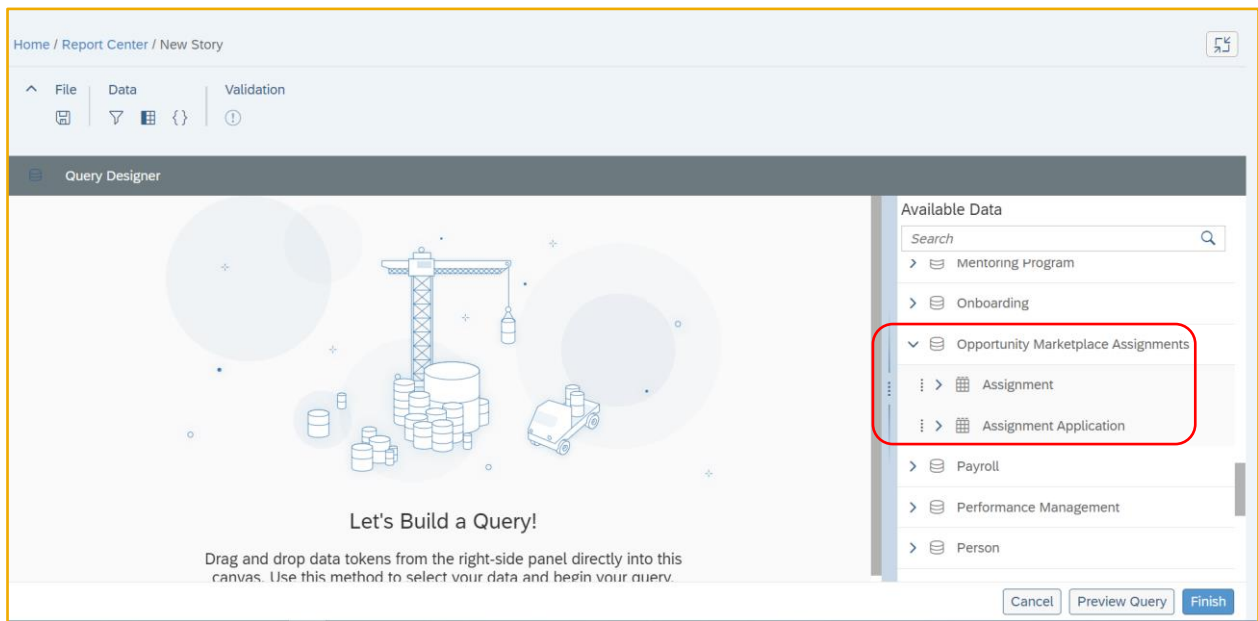 Home / Report Center / New Story
File Data Validation
Query Designer
Available Data
Search
Mentoring Program
Onboarding
Opportunity Marketplace Assignments
Assignment
Assignment Application
Payroll
Performance Management
Person
Let's Build a Query!
Drag and drop data tokens from the right-side panel directly into this
canvas. Use this method to select your data and begin your query.
Cancel Preview Query Finish